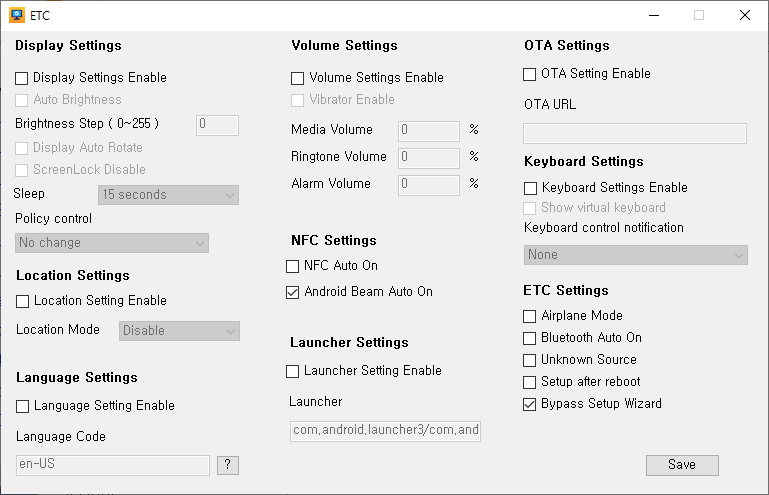 ETC
Display Settings
Display Settings Enable
Auto Brightness
Brightness Step ( 0~255 )
0
Display Auto Rotate
ScreenLock Disable
Sleep
15 seconds
Policy control
No change
Location Settings
Location Setting Enable
Location Mode
Disable
Language Settings
Language Setting Enable
Language Code
en-US
?
Volume Settings
Volume Settings Enable
Vibrator Enable
Media Volume
0
%
Ringtone Volume
0
%
Alarm Volume
0
%
NFC Settings
NFC Auto On
Android Beam Auto On
Launcher Settings
Launcher Setting Enable
Launcher
com.android.launcher3/com.and
OTA Settings
OTA Setting Enable
OTA URL
Keyboard Settings
Keyboard Settings Enable
Show virtual keyboard
Keyboard control notification
None
ETC Settings
Airplane Mode
Bluetooth Auto On
Unknown Source
Setup after reboot
Bypass Setup Wizard
Save